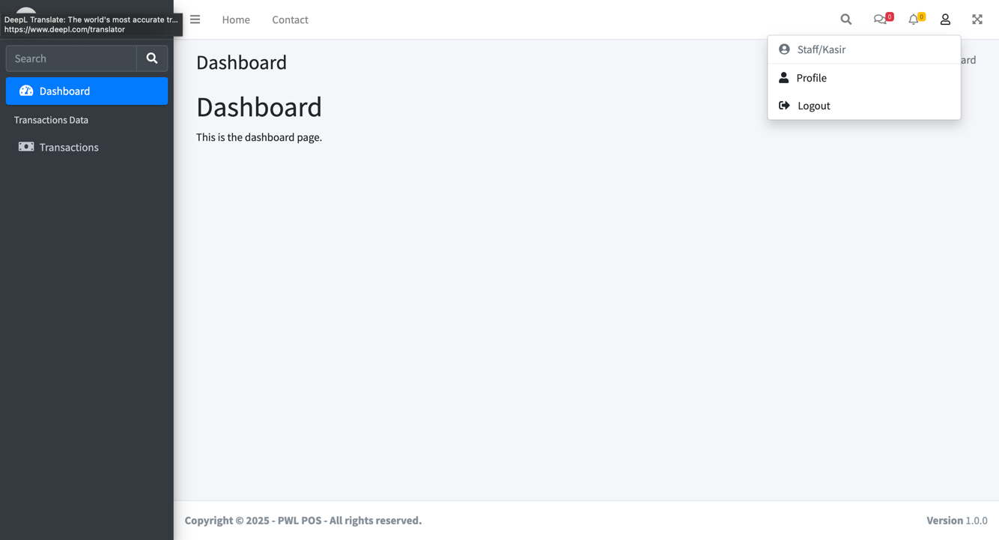 DeepL Translate: The world's most accurate tr...
https://www.deepl.com/translator
Home
Contact
0
0
Search
Dashboard
Transactions Data
Transactions
Dashboard
ard
Staff/Kasir
Profile
Logout
Dashboard
This is the dashboard page.
Copyright © 2025 - PWL POS - All rights reserved.
Version 1.0.0